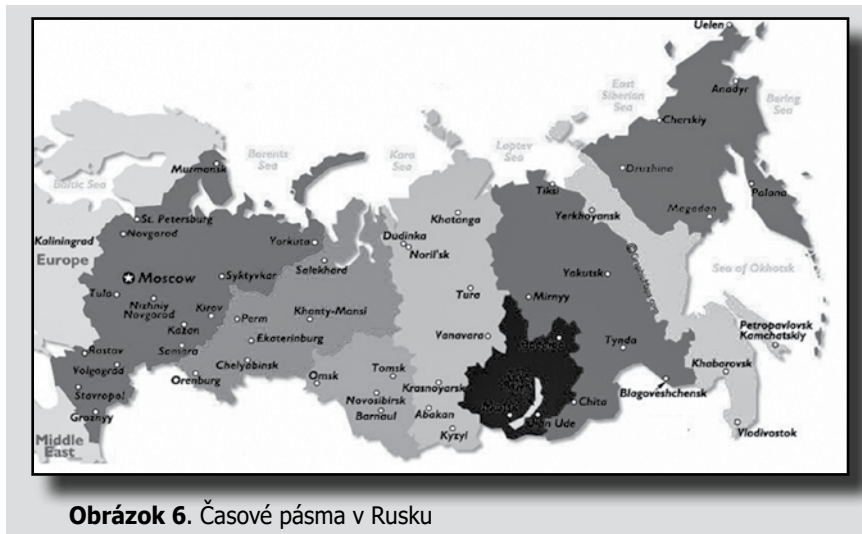 Uelen
East
Siberian
Sea
Anadyr
Bering
Sea
Cherskiy
Barents
Sea
Kara
Sea
Laptev
Sea
Murmansk
Druzhina
Baltic Sea
Tiksi
Palana
Khatanga
Verkhoyansk
Magadan
St. Petersburg
Kaliningrad
Novgorod
Dudinka
Noril'sk
Vorkuta
Europe
Salekhard
Moscow
Syktyvkar
Yakutsk
Sea of Okhotsk
Tula
Tura
Mirnyy
Nizhniy
Novgorod
Kirov
Khanty-Mansi
Perm
Kazan
Vanavara
Petropavlovsk
Kamchatskiy
Ekaterinburg
Rostov
Samara
Tynda
Khabarovsk
Volgograd
Chelyabinsk
Tomsk
Orenburg
Omsk
Krasnoyarsk
Blagoveshchensk
Stavropol
Novosibirsk
Chita
Groznyy
Barnaul
Abakan
Ulan Ude
Vlodivostok
Middle
East
Kyzyl
Obrázok 6. Časové pásma v Rusku